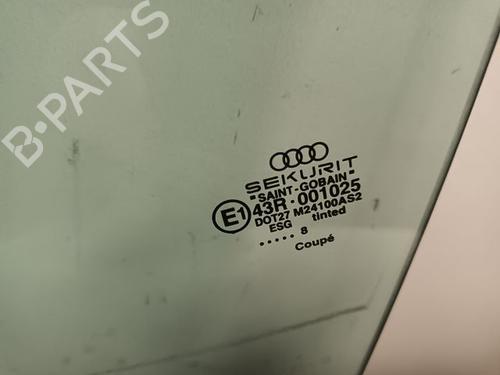 B-PARTS
SEKURIT
"SAINT-GOBAIN"
E1 43R-001025
DOT27 M24100AS2
ESG tinted
..... 8
Coupé